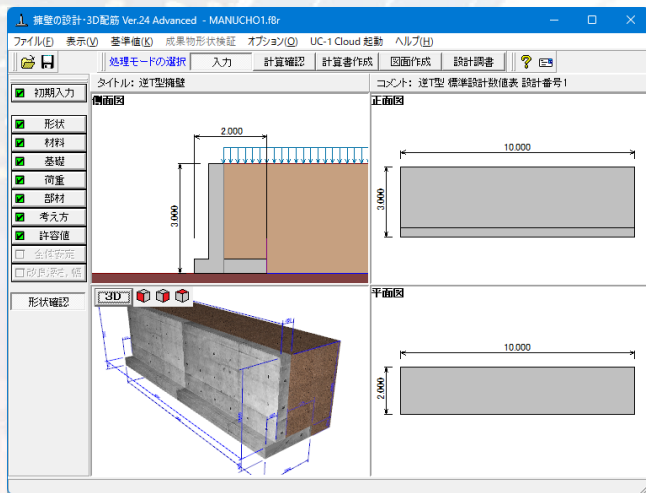 擁壁の設計・3D配筋 Ver.24 Advanced - MANUCHO1.f8r
ファイル(F) 表示(V) 基準値(K) 成果物形状検証 オプション(O) UC-1 Cloud 起動 ヘルプ(H)
処理モードの選択 入力 計算確認 計算書作成 図面作成 設計調書
タイトル: 逆T型擁壁
コメント: 逆T型 標準設計数値表 設計番号1
初期入力
形状
材料
基礎
荷重
部材
考え方
許容値
全体安定
形状確認
側面図
2.000
3.000
正面図
10.000
3.000
3D
平面図
10.000
2.000